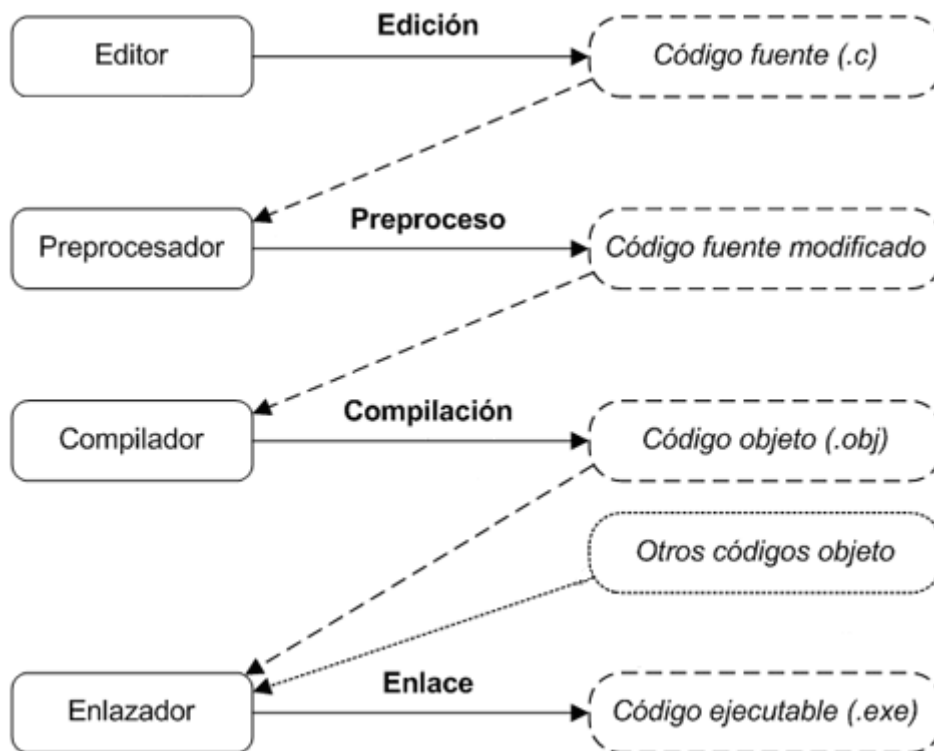 Editor
Edición
Código fuente (.c)
Preprocesador
Preproceso
Código fuente modificado
Compilador
Compilación
Código objeto (.obj)
Otros códigos objeto
Enlazador
Enlace
Código ejecutable (.exe)